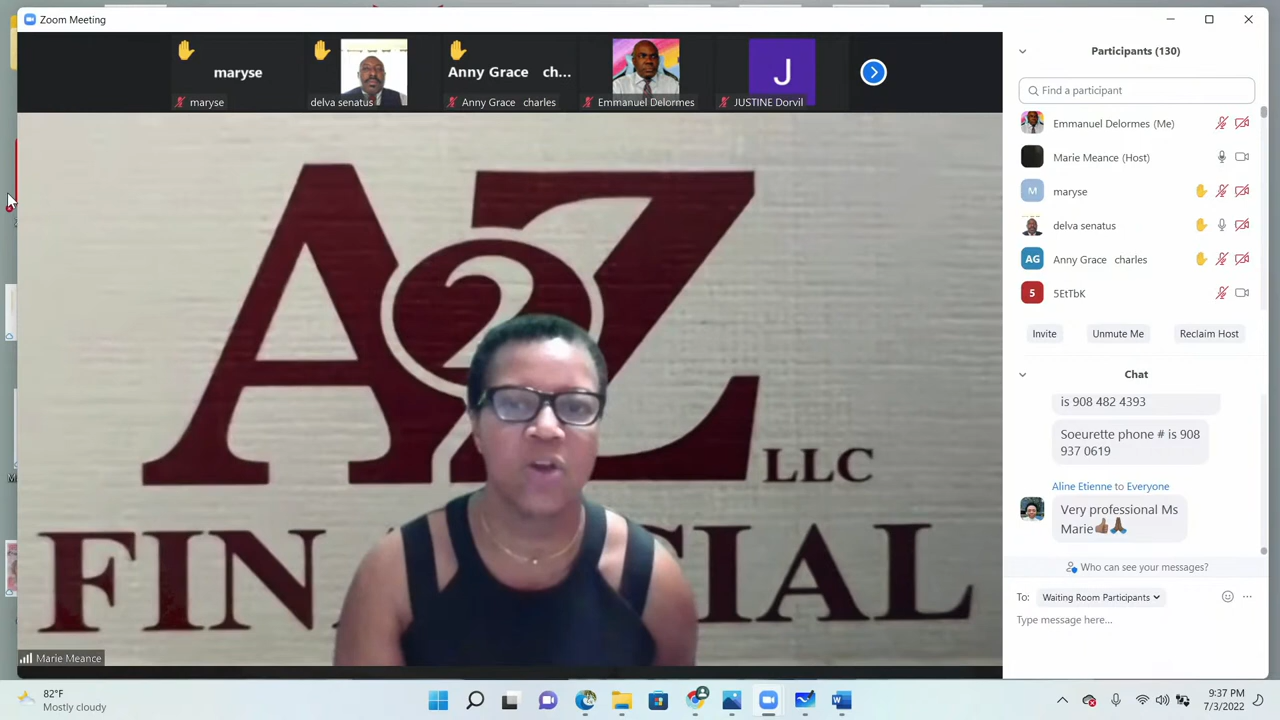 Zoom Meeting
maryse
Anny Grace ch...
J
maryse
delva senatus
Anny Grace charles
Emmanuel Delormes
JUSTINE Dorvil
A2Z
LLC
FIN CIAL
Marie Meance
Participants (130)
Find a participant
Emmanuel Delormes (Me)
Marie Meance (Host)
M
maryse
delva senatus
AG
Anny Grace charles
5
5EtTbK
Invite
Unmute Me
Reclaim Host
Chat
is 908 482 4393
Soeurette phone # is 908
937 0619
Aline Etienne to Everyone
Very professional Ms
Marie👍🏾🙏🏾
Who can see your messages?
To: Waiting Room Participants
Type message here...
82°F
Mostly cloudy
9:37 PM
7/3/2022